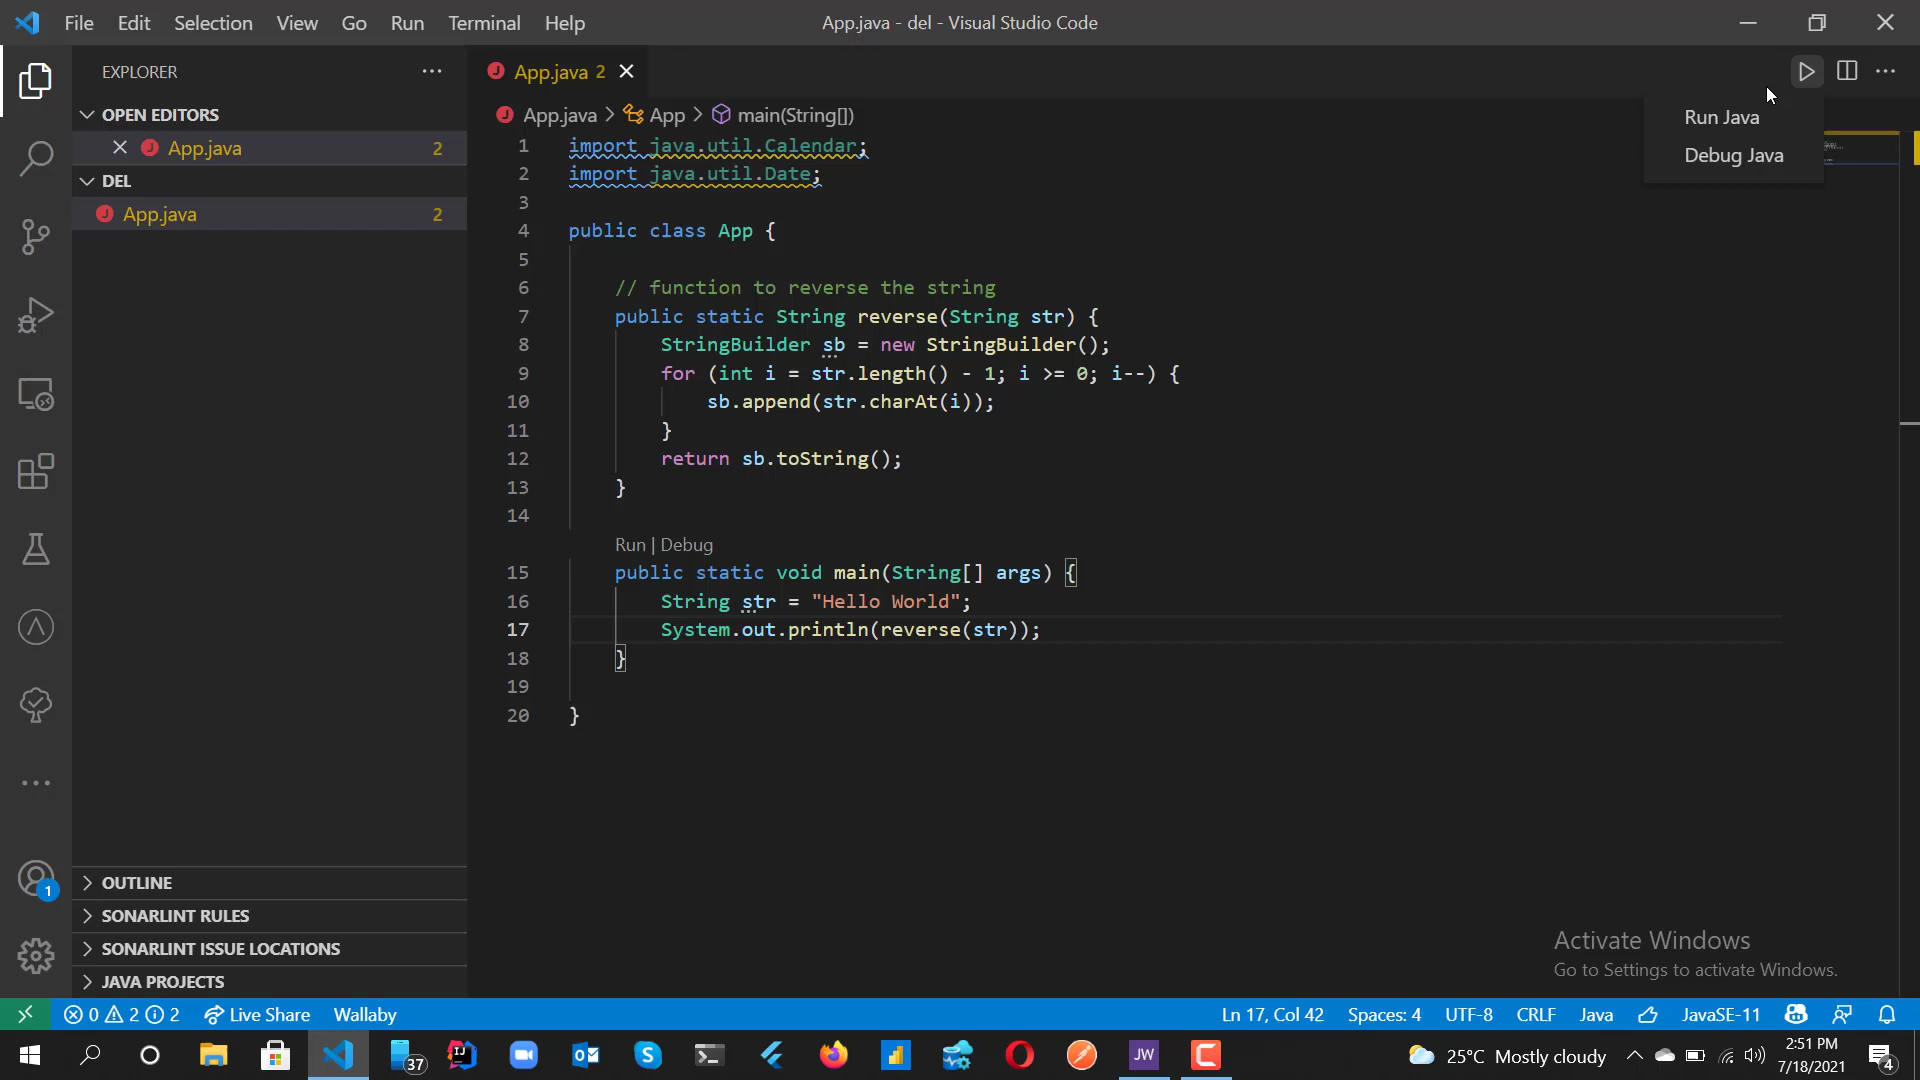 File Edit Selection View Go Run Terminal Help
App.java - del - Visual Studio Code
EXPLORER
App.java 2
OPEN EDITORS
App.java 2
DEL
App.java 2
App.java > App > main(String[])
Run Java
Debug Java
1 import java.util.Calendar;
2 import java.util.Date;
3
4 public class App {
5
6 // function to reverse the string
7 public static String reverse(String str) {
8 StringBuilder sb = new StringBuilder();
9 for (int i = str.length() - 1; i >= 0; i--) {
10 sb.append(str.charAt(i));
11 }
12 return sb.toString();
13 }
14
Run | Debug
15 public static void main(String[] args) {
16 String str = "Hello World";
17 System.out.println(reverse(str));
18 }
19
20 }
1
OUTLINE
SONARLINT RULES
SONARLINT ISSUE LOCATIONS
JAVA PROJECTS
Activate Windows
Go to Settings to activate Windows.
0 2 2 Live Share Wallaby
Ln 17, Col 42 Spaces: 4 UTF-8 CRLF Java JavaSE-11
37
JW
25°C Mostly cloudy
2:51 PM
7/18/2021
4